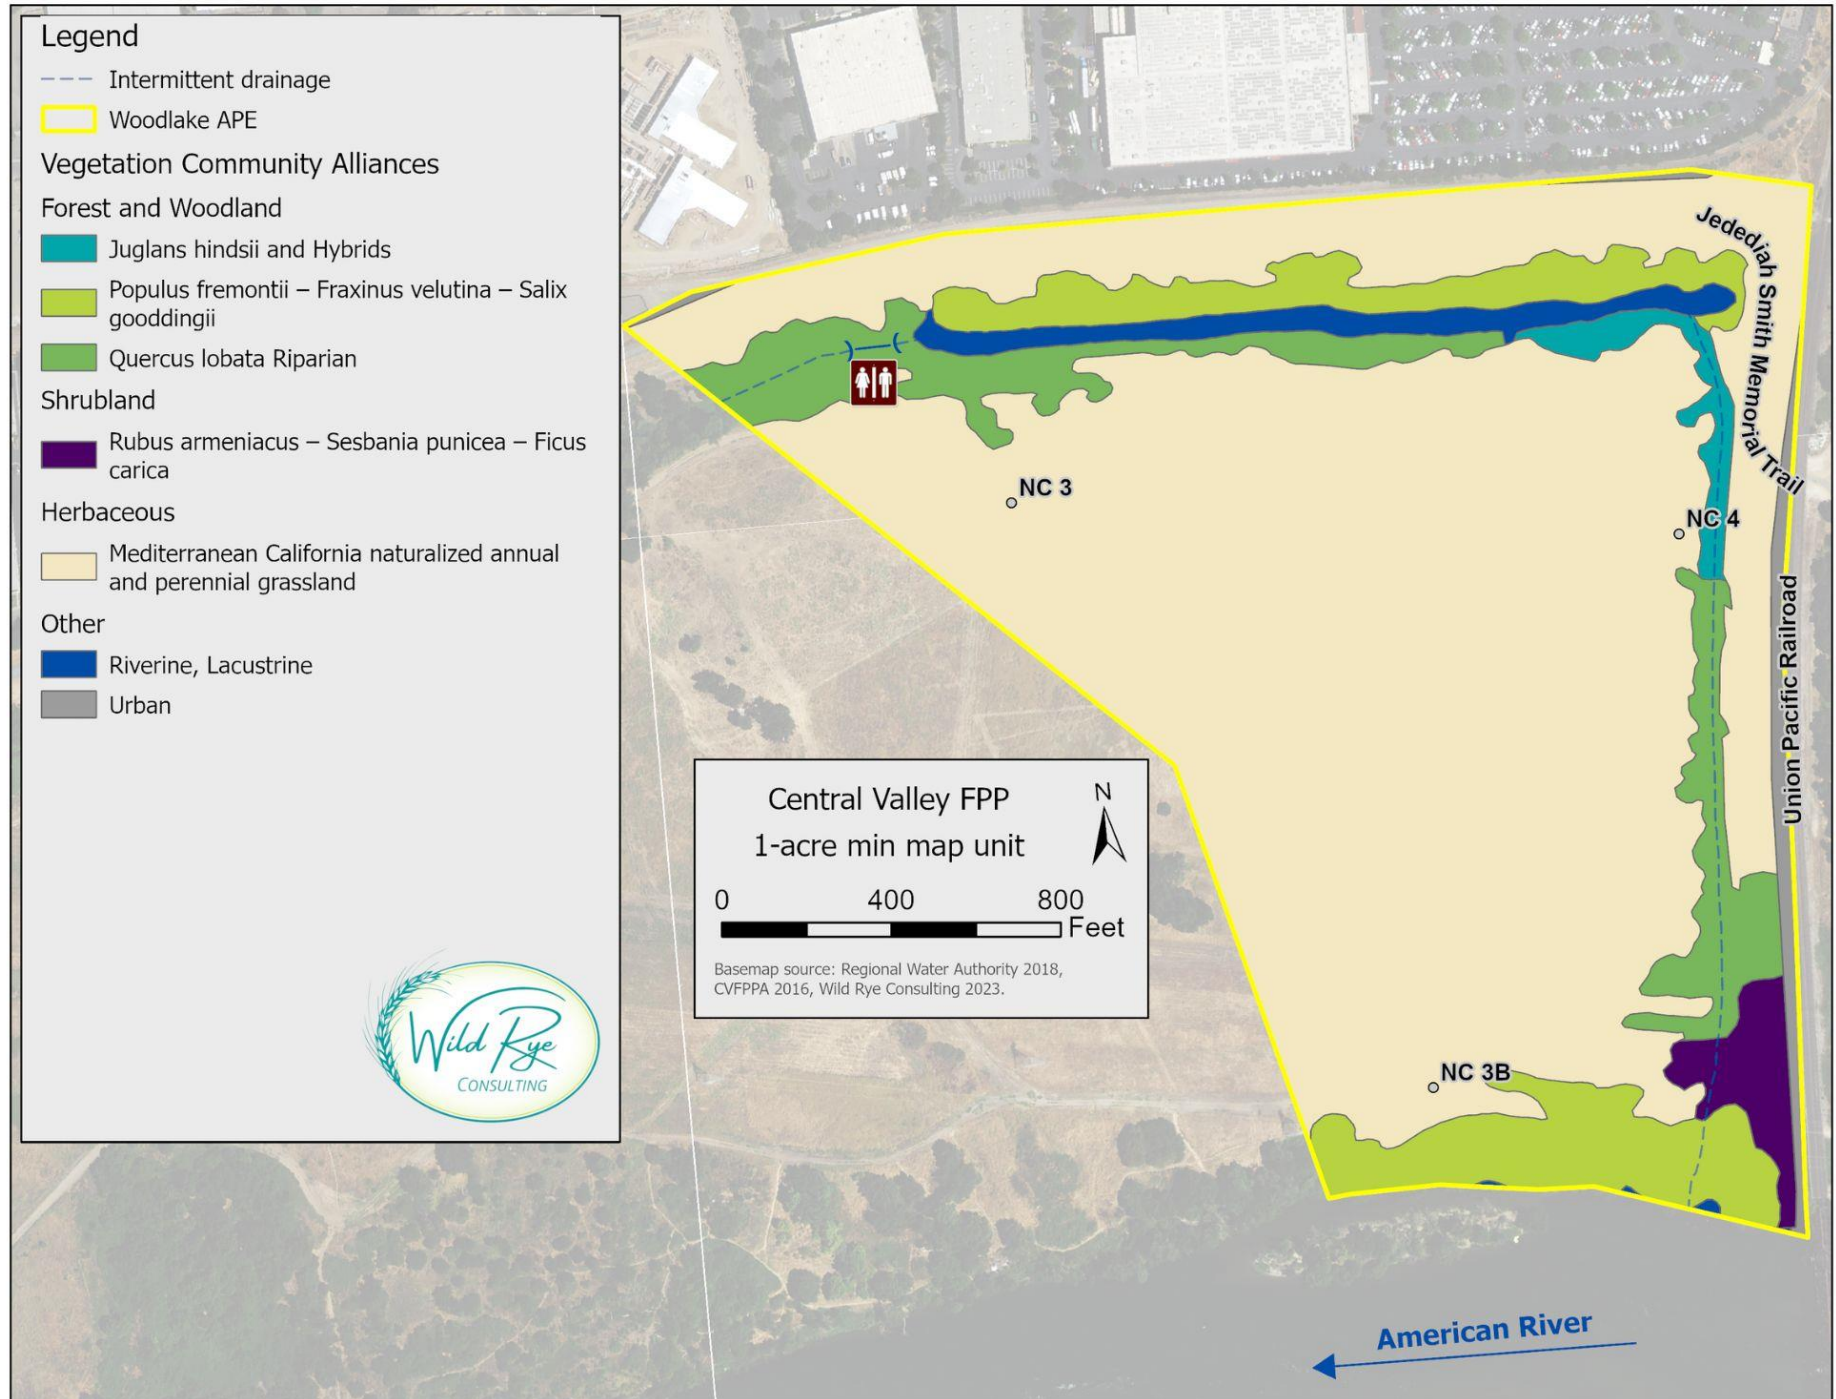 Legend
Intermittent drainage
Woodlake APE
Vegetation Community Alliances
Forest and Woodland
Juglans hindsii and Hybrids
Populus fremontii – Fraxinus velutina – Salix
gooddingii
Quercus lobata Riparian
Shrubland
Rubus armeniacus – Sesbania punicea – Ficus
carica
Herbaceous
Mediterranean California naturalized annual
and perennial grassland
Other
Riverine, Lacustrine
Urban
Wild Rye
CONSULTING
Central Valley FPP
1-acre min map unit
N
0 400 800
Feet
Basemap source: Regional Water Authority 2018,
CVFPPA 2016, Wild Rye Consulting 2023.
Jedediah Smith Memorial Trail
NC 3
NC 4
Union Pacific Railroad
NC 3B
American River